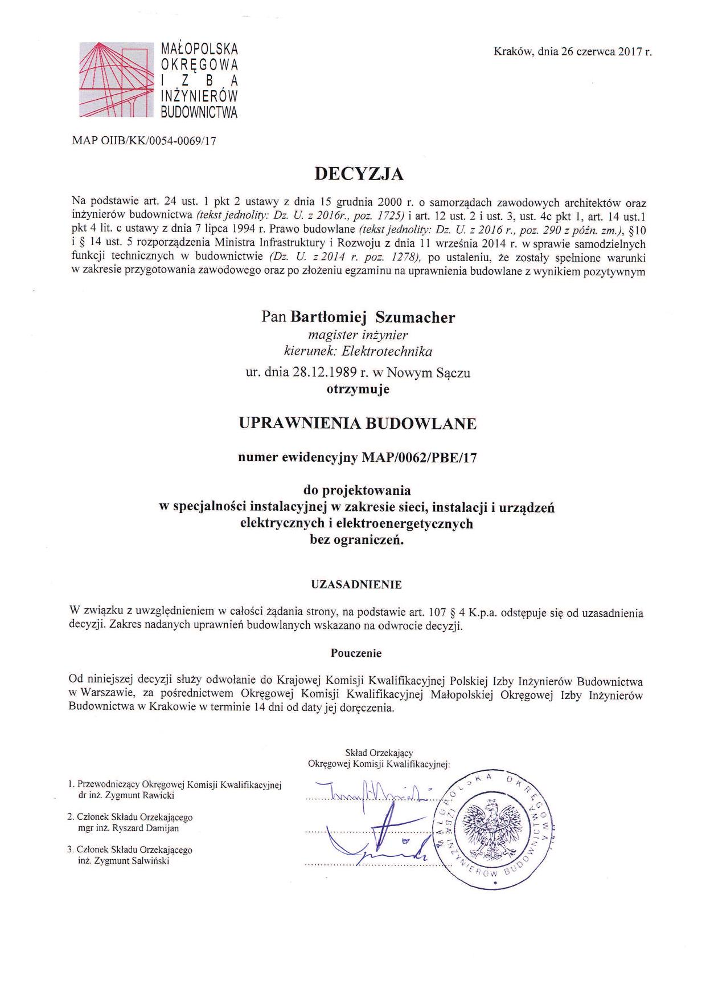 MAŁOPOLSKA
OKRĘGOWA
IZBA
INŻYNIERÓW
BUDOWNICTWA
Kraków, dnia 26 czerwca 2017 r.
MAP OIIB/KK/0054-0069/17
DECYZJA
Na podstawie art. 24 ust. 1 pkt 2 ustawy z dnia 15 grudnia 2000 r. o samorządach zawodowych architektów oraz
inżynierów budownictwa (tekst jednolity: Dz. U. z 2016r., poz. 1725) i art. 12 ust. 2 i ust. 3, ust. 4c pkt 1, art. 14 ust.1
pkt 4 lit. c ustawy z dnia 7 lipca 1994 r. Prawo budowlane (tekst jednolity: Dz. U. z 2016 r., poz. 290 z późn. zm.), §10
i § 14 ust. 5 rozporządzenia Ministra Infrastruktury i Rozwoju z dnia 11 września 2014 r. w sprawie samodzielnych
funkcji technicznych w budownictwie (Dz. U. z 2014 r. poz. 1278), po ustaleniu, że zostały spełnione warunki
w zakresie przygotowania zawodowego oraz po złożeniu egzaminu na uprawnienia budowlane z wynikiem pozytywnym
Pan Bartłomiej Szumacher
magister inżynier
kierunek: Elektrotechnika
ur. dnia 28.12.1989 r. w Nowym Sączu
otrzymuje
UPRAWNIENIA BUDOWLANE
numer ewidencyjny MAP/0062/PBE/17
do projektowania
w specjalności instalacyjnej w zakresie sieci, instalacji i urządzeń
elektrycznych i elektroenergetycznych
bez ograniczeń.
UZASADNIENIE
W związku z uwzględnieniem w całości żądania strony, na podstawie art. 107 § 4 K.p.a. odstępuje się od uzasadnienia
decyzji. Zakres nadanych uprawnień budowlanych wskazano na odwrocie decyzji.
Pouczenie
Od niniejszej decyzji służy odwołanie do Krajowej Komisji Kwalifikacyjnej Polskiej Izby Inżynierów Budownictwa
w Warszawie, za pośrednictwem Okręgowej Komisji Kwalifikacyjnej Małopolskiej Okręgowej Izby Inżynierów
Budownictwa w Krakowie w terminie 14 dni od daty jej doręczenia.
Skład Orzekający
Okręgowej Komisji Kwalifikacyjnej:
1. Przewodniczący Okręgowej Komisji Kwalifikacyjnej
dr inż. Zygmunt Rawicki
2. Członek Składu Orzekającego
mgr inż. Ryszard Damijan
3. Członek Składu Orzekającego
inż. Zygmunt Salwiński
MAŁOPOLSKA OKRĘGOWA
IZBA INŻYNIERÓW BUDOWNICTWA